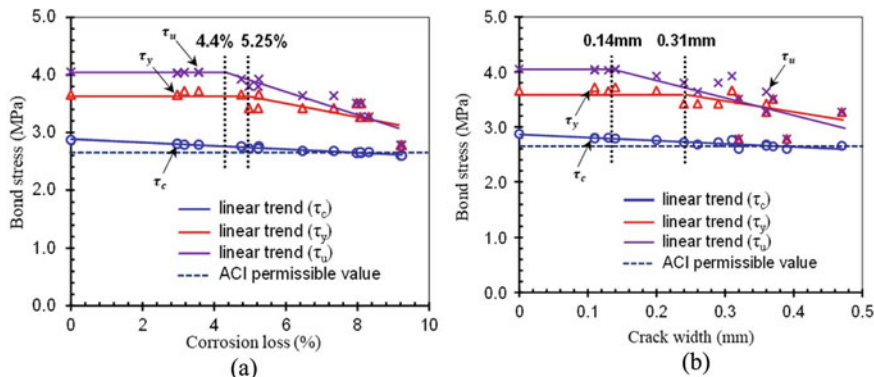 5.0
4.0
3.0
2.0
1.0
0.0
Bond stress (MPa)
4.4%
5.25%
τu
τy
τc
linear trend (τc)
linear trend (τy)
linear trend (τu)
ACI permissible value
0 2 4 6 8 10
Corrosion loss (%)
(a)
5.0
4.0
3.0
2.0
1.0
0.0
Bond stress (MPa)
0.14mm
0.31mm
τu
τy
τc
linear trend (τc)
linear trend (τy)
linear trend (τu)
ACI permissible value
0 0.1 0.2 0.3 0.4 0.5
Crack width (mm)
(b)